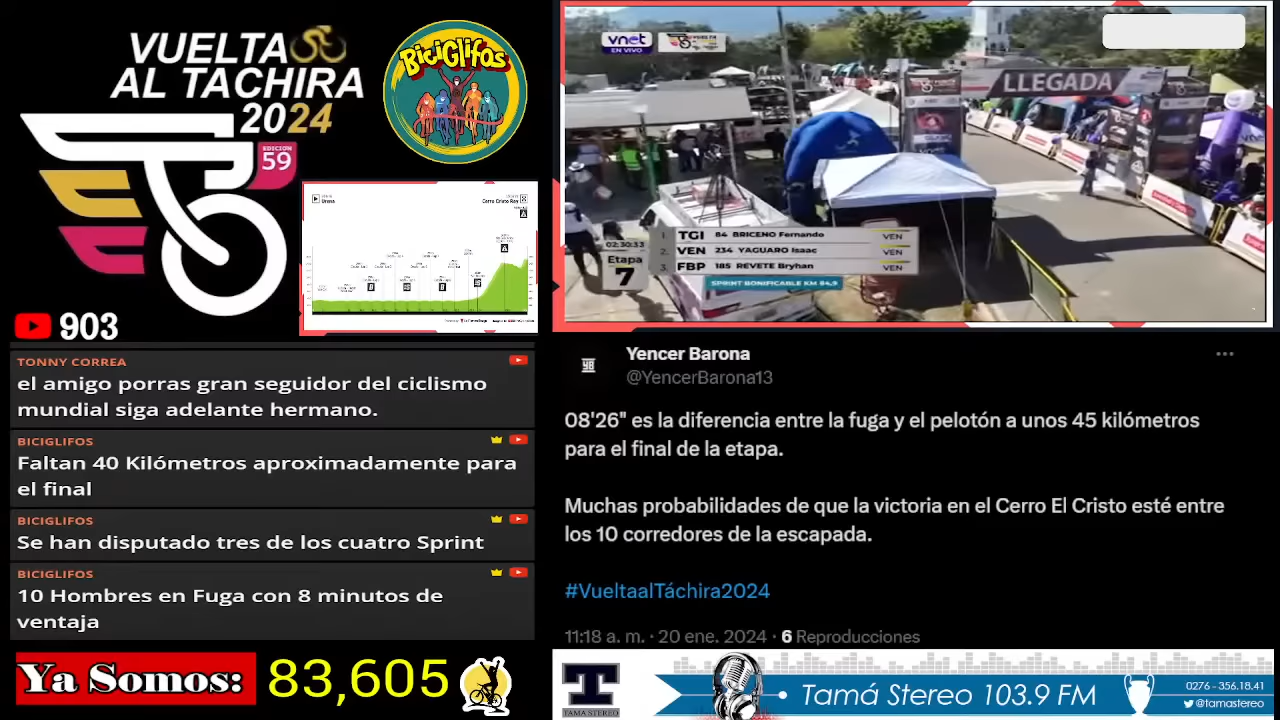 VUELTA
AL TACHIRA
2024
EDICION
59
BICIGLIFOS
Cerro Cristo Rey
903
TONNY CORREA
el amigo porras gran seguidor del ciclismo
mundial siga adelante hermano.
BICIGLIFOS
Faltan 40 Kilómetros aproximadamente para
el final
BICIGLIFOS
Se han disputado tres de los cuatro Sprint
BICIGLIFOS
10 Hombres en Fuga con 8 minutos de
ventaja
Ya Somos: 83,605
vnet
EN VIVO
LLEGADA
vnet
02:30:33
Etapa
7
1. TGI 84 BRICENO Fernando VEN
2. VEN 234 YAGUARO Isaac VEN
3. FBP 185 REVETE Bryhan VEN
SPRINT BONIFICABLE KM 84,9
YB
Yencer Barona
@YencerBarona13
08'26" es la diferencia entre la fuga y el pelotón a unos 45 kilómetros
para el final de la etapa.
Muchas probabilidades de que la victoria en el Cerro El Cristo esté entre
los 10 corredores de la escapada.
#VueltaalTáchira2024
11:18 a. m. · 20 ene. 2024 · 6 Reproducciones
T
TAMÁ STEREO
Tamá Stereo 103.9 FM
0276 - 356.18.41
@tamastereo